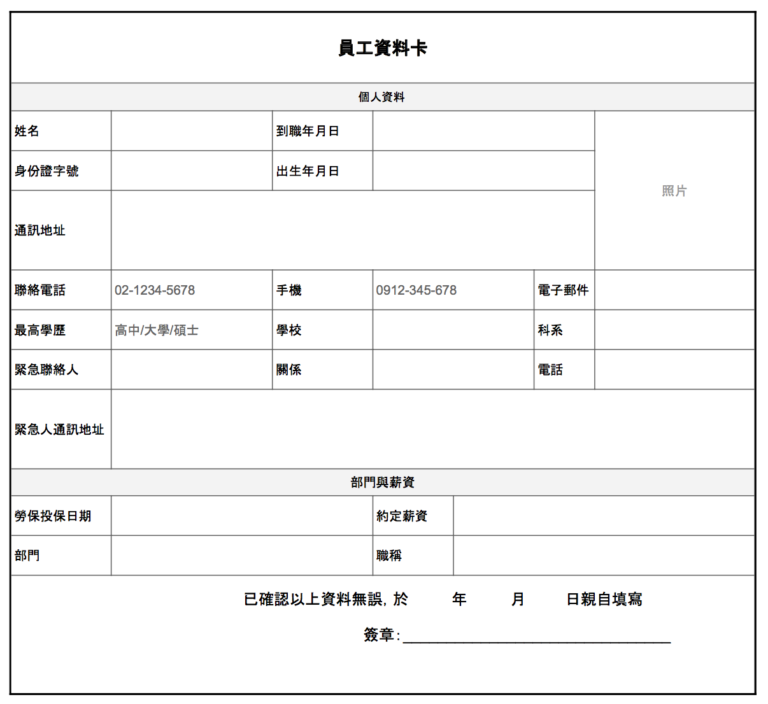 員工資料卡
個人資料
姓名 到職年月日
身份證字號 出生年月日
照片
通訊地址
聯絡電話 02-1234-5678 手機 0912-345-678 電子郵件
最高學歷 高中/大學/碩士 學校 科系
緊急聯絡人 關係 電話
緊急人通訊地址
部門與薪資
勞保投保日期 約定薪資
部門 職稱
已確認以上資料無誤, 於 年 月 日親自填寫
簽章: